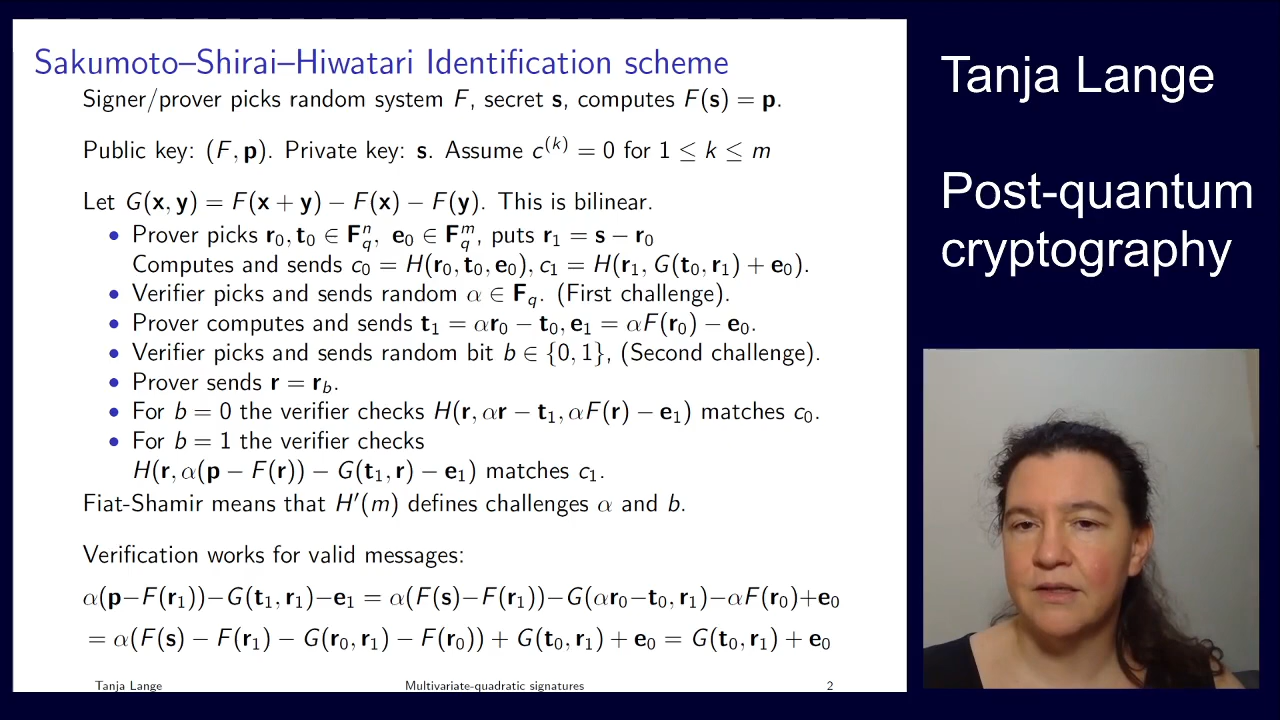 Sakumoto–Shirai–Hiwatari Identification scheme
Signer/prover picks random system F, secret s, computes F(s) = p.
Public key: (F, p). Private key: s. Assume c^(k) = 0 for 1 ≤ k ≤ m
Let G(x, y) = F(x + y) − F(x) − F(y). This is bilinear.
• Prover picks r₀, t₀ ∈ F_q^n, e₀ ∈ F_q^m, puts r₁ = s − r₀
Computes and sends c₀ = H(r₀, t₀, e₀), c₁ = H(r₁, G(t₀, r₁) + e₀).
• Verifier picks and sends random α ∈ F_q. (First challenge).
• Prover computes and sends t₁ = αr₀ − t₀, e₁ = αF(r₀) − e₀.
• Verifier picks and sends random bit b ∈ {0, 1}, (Second challenge).
• Prover sends r = r_b.
• For b = 0 the verifier checks H(r, αr − t₁, αF(r) − e₁) matches c₀.
• For b = 1 the verifier checks
H(r, α(p − F(r)) − G(t₁, r) − e₁) matches c₁.
Fiat-Shamir means that H′(m) defines challenges α and b.
Verification works for valid messages:
α(p−F(r₁))−G(t₁, r₁)−e₁ = α(F(s)−F(r₁))−G(αr₀−t₀, r₁)−αF(r₀)+e₀
= α(F(s) − F(r₁) − G(r₀, r₁) − F(r₀)) + G(t₀, r₁) + e₀ = G(t₀, r₁) + e₀
Tanja Lange Multivariate-quadratic signatures 2
Tanja Lange
Post-quantum
cryptography